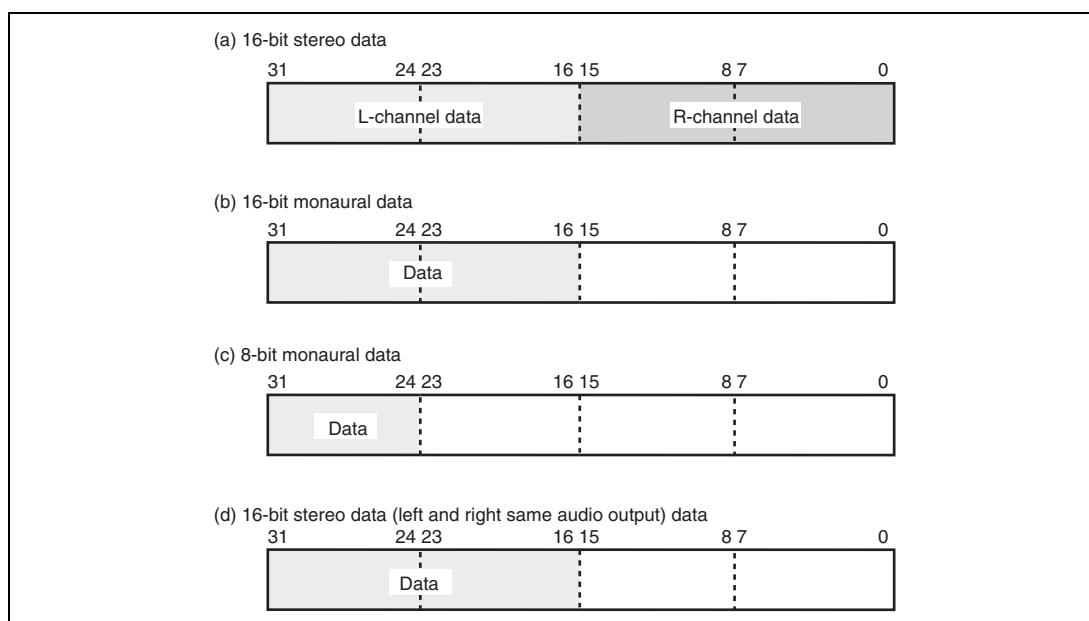 (a) 16-bit stereo data
31 24 23 16 15 8 7 0
L-channel data R-channel data
(b) 16-bit monaural data
31 24 23 16 15 8 7 0
Data
(c) 8-bit monaural data
31 24 23 16 15 8 7 0
Data
(d) 16-bit stereo data (left and right same audio output) data
31 24 23 16 15 8 7 0
Data